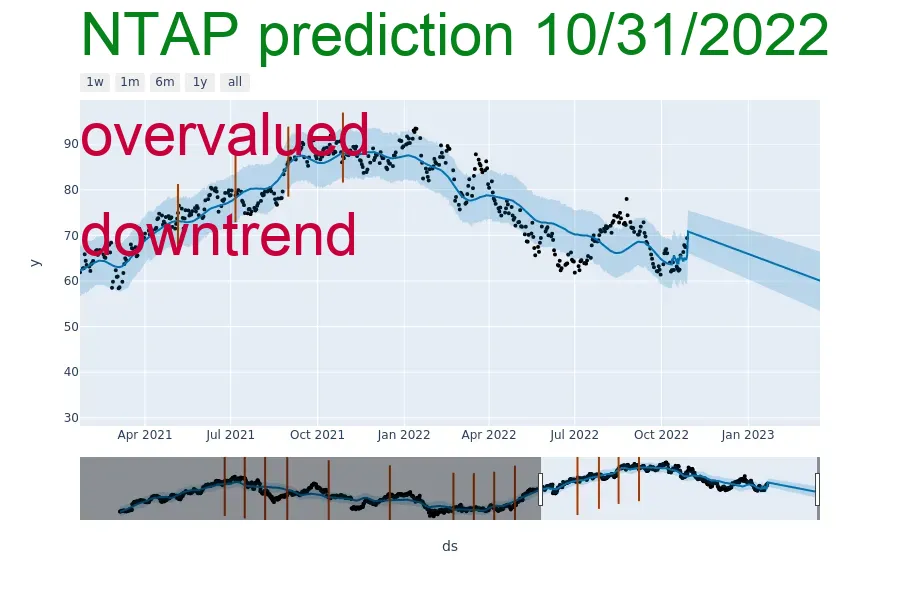 NTAP prediction 10/31/2022
1w 1m 6m 1y all
overvalued
downtrend
90
80
70
60
50
40
30
y
Apr 2021 Jul 2021 Oct 2021 Jan 2022 Apr 2022 Jul 2022 Oct 2022 Jan 2023
ds